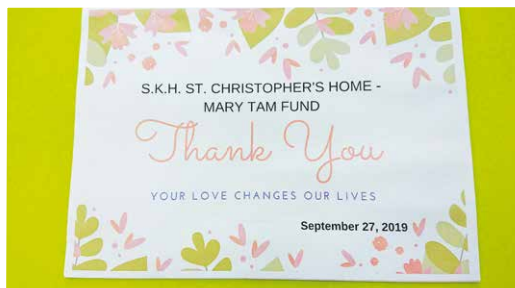 S.K.H. ST. CHRISTOPHER'S HOME -
MARY TAM FUND
Thank You
YOUR LOVE CHANGES OUR LIVES
September 27, 2019